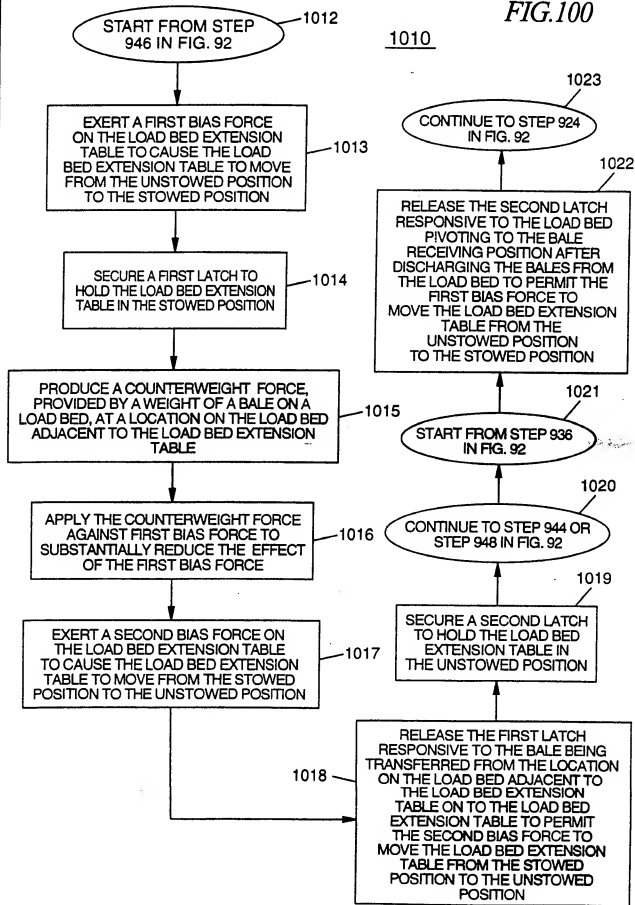 FIG.100
1010
START FROM STEP
946 IN FIG. 92
1012
EXERT A FIRST BIAS FORCE
ON THE LOAD BED EXTENSION
TABLE TO CAUSE THE LOAD
BED EXTENSION TABLE TO MOVE
FROM THE UNSTOWED POSITION
TO THE STOWED POSITION
1013
SECURE A FIRST LATCH TO
HOLD THE LOAD BED EXTENSION
TABLE IN THE STOWED POSITION
1014
PRODUCE A COUNTERWEIGHT FORCE,
PROVIDED BY A WEIGHT OF A BALE ON A
LOAD BED, AT A LOCATION ON THE LOAD BED
ADJACENT TO THE LOAD BED EXTENSION
TABLE
1015
APPLY THE COUNTERWEIGHT FORCE
AGAINST FIRST BIAS FORCE TO
SUBSTANTIALLY REDUCE THE EFFECT
OF THE FIRST BIAS FORCE
1016
EXERT A SECOND BIAS FORCE ON
THE LOAD BED EXTENSION TABLE
TO CAUSE THE LOAD BED EXTENSION
TABLE TO MOVE FROM THE STOWED
POSITION TO THE UNSTOWED POSITION
1017
RELEASE THE FIRST LATCH
RESPONSIVE TO THE BALE BEING
TRANSFERRED FROM THE LOCATION
ON THE LOAD BED ADJACENT TO
THE LOAD BED EXTENSION
TABLE ON TO THE LOAD BED
EXTENSION TABLE TO PERMIT
THE SECOND BIAS FORCE TO
MOVE THE LOAD BED EXTENSION
TABLE FROM THE STOWED
POSITION TO THE UNSTOWED
POSITION
1018
SECURE A SECOND LATCH
TO HOLD THE LOAD BED
EXTENSION TABLE IN
THE UNSTOWED POSITION
1019
CONTINUE TO STEP 944 OR
STEP 948 IN FIG. 92
1020
START FROM STEP 936
IN FIG. 92
1021
RELEASE THE SECOND LATCH
RESPONSIVE TO THE LOAD BED
PIVOTING TO THE BALE
RECEIVING POSITION AFTER
DISCHARGING THE BALES FROM
THE LOAD BED TO PERMIT THE
FIRST BIAS FORCE TO
MOVE THE LOAD BED EXTENSION
TABLE FROM THE
UNSTOWED POSITION
TO THE STOWED POSITION
1022
CONTINUE TO STEP 924
IN FIG. 92
1023